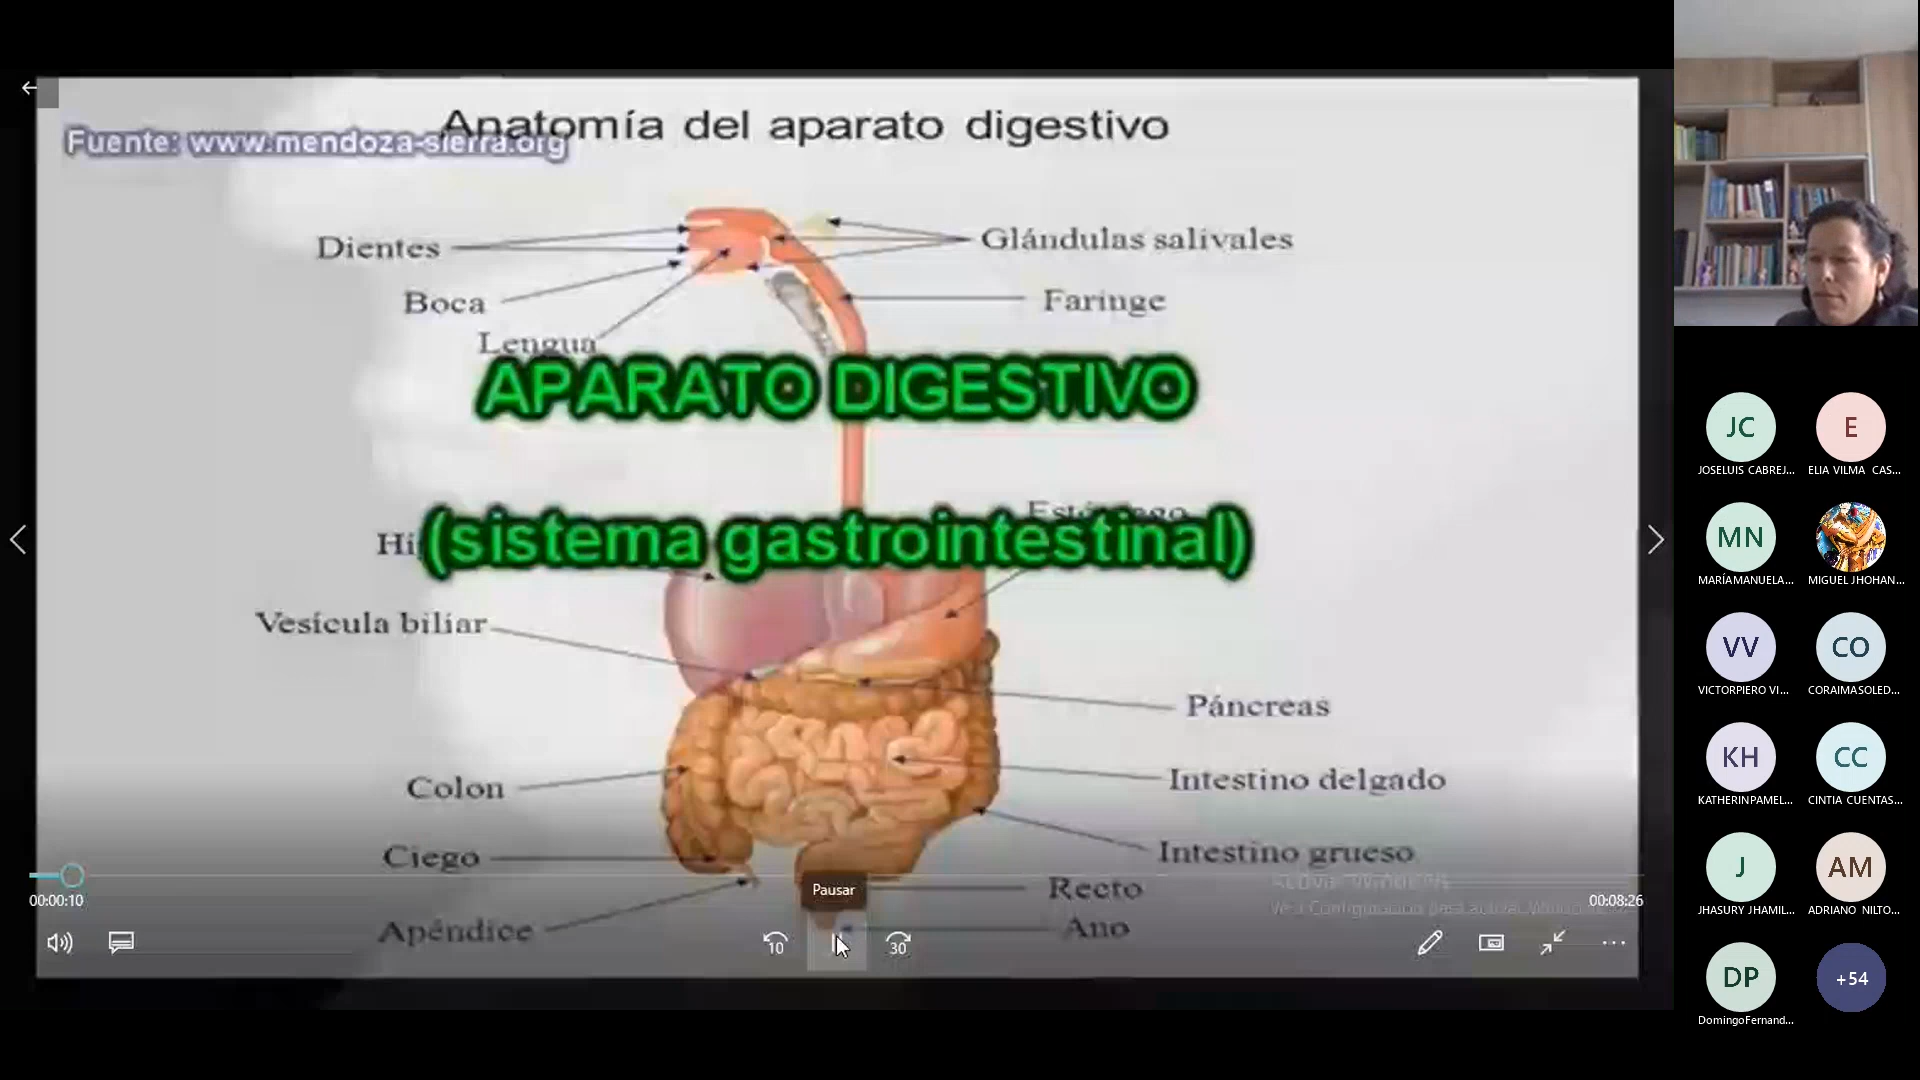 Anatomía del aparato digestivo
Fuente: www.mendoza-sierra.org
Dientes
Glándulas salivales
Boca
Faringe
Lengua
APARATO DIGESTIVO
Estómago
Hí
(sistema gastrointestinal)
Vesícula biliar
Páncreas
Colon
Intestino delgado
Ciego
Intestino grueso
Recto
Apéndice
Ano
Pausar
00:00:10
00:08:26
10
30
JC
JOSELUIS CABREJ...
E
ELIA VILMA CAS...
MN
MARÍAMANUELA...
MIGUEL JHOHAN...
VV
VICTORPIERO VI...
CO
CORAIMASOLED...
KH
KATHERINPAMEL...
CC
CINTIA CUENTAS...
J
JHASURY JHAMIL...
AM
ADRIANO NILTO...
DP
DomingoFernand...
+54